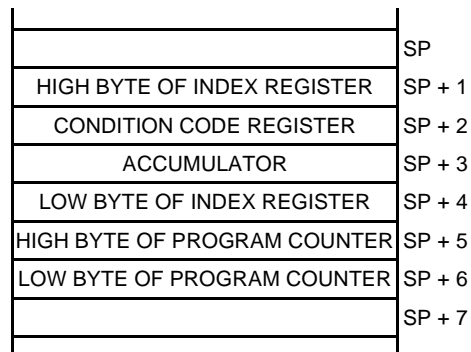 SP
HIGH BYTE OF INDEX REGISTER SP + 1
CONDITION CODE REGISTER SP + 2
ACCUMULATOR SP + 3
LOW BYTE OF INDEX REGISTER SP + 4
HIGH BYTE OF PROGRAM COUNTER SP + 5
LOW BYTE OF PROGRAM COUNTER SP + 6
SP + 7